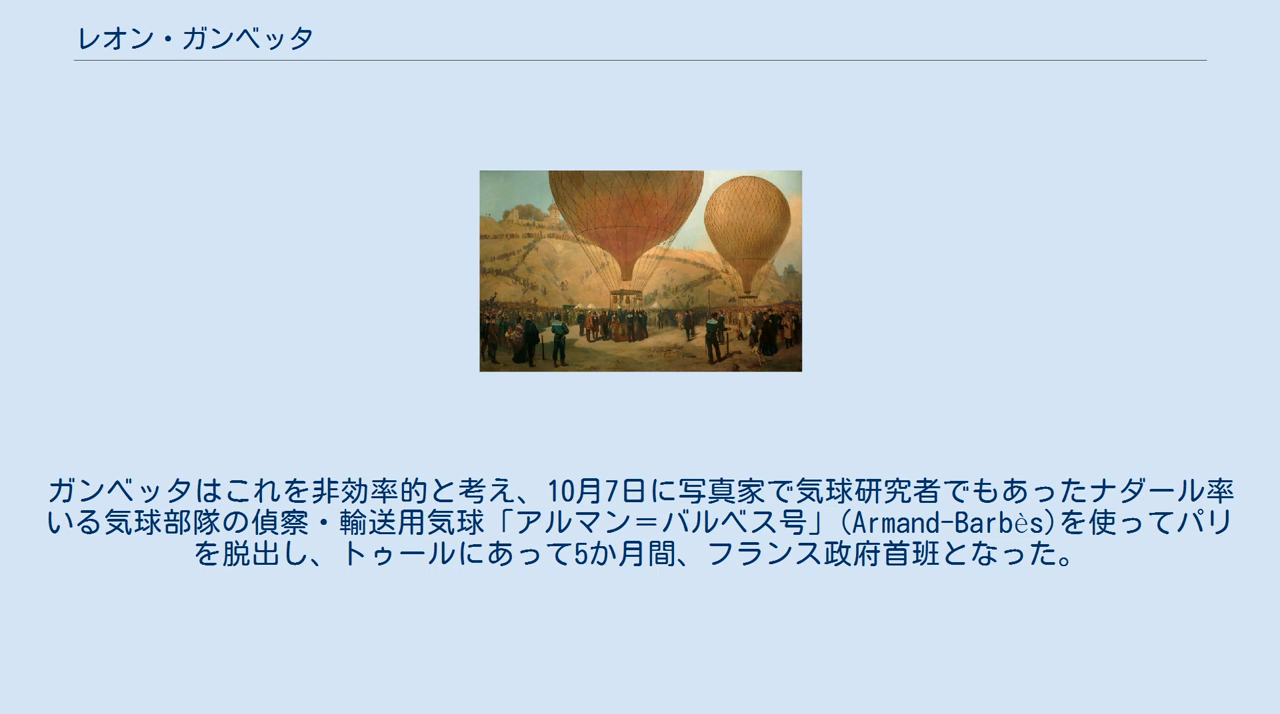 レオン・ガンベッタ
ガンベッタはこれを非効率的と考え、10月7日に写真家で気球研究者でもあったナダール率
いる気球部隊の偵察・輸送用気球「アルマン＝バルベス号」(Armand-Barbès)を使ってパリ
を脱出し、トゥールにあって5か月間、フランス政府首班となった。